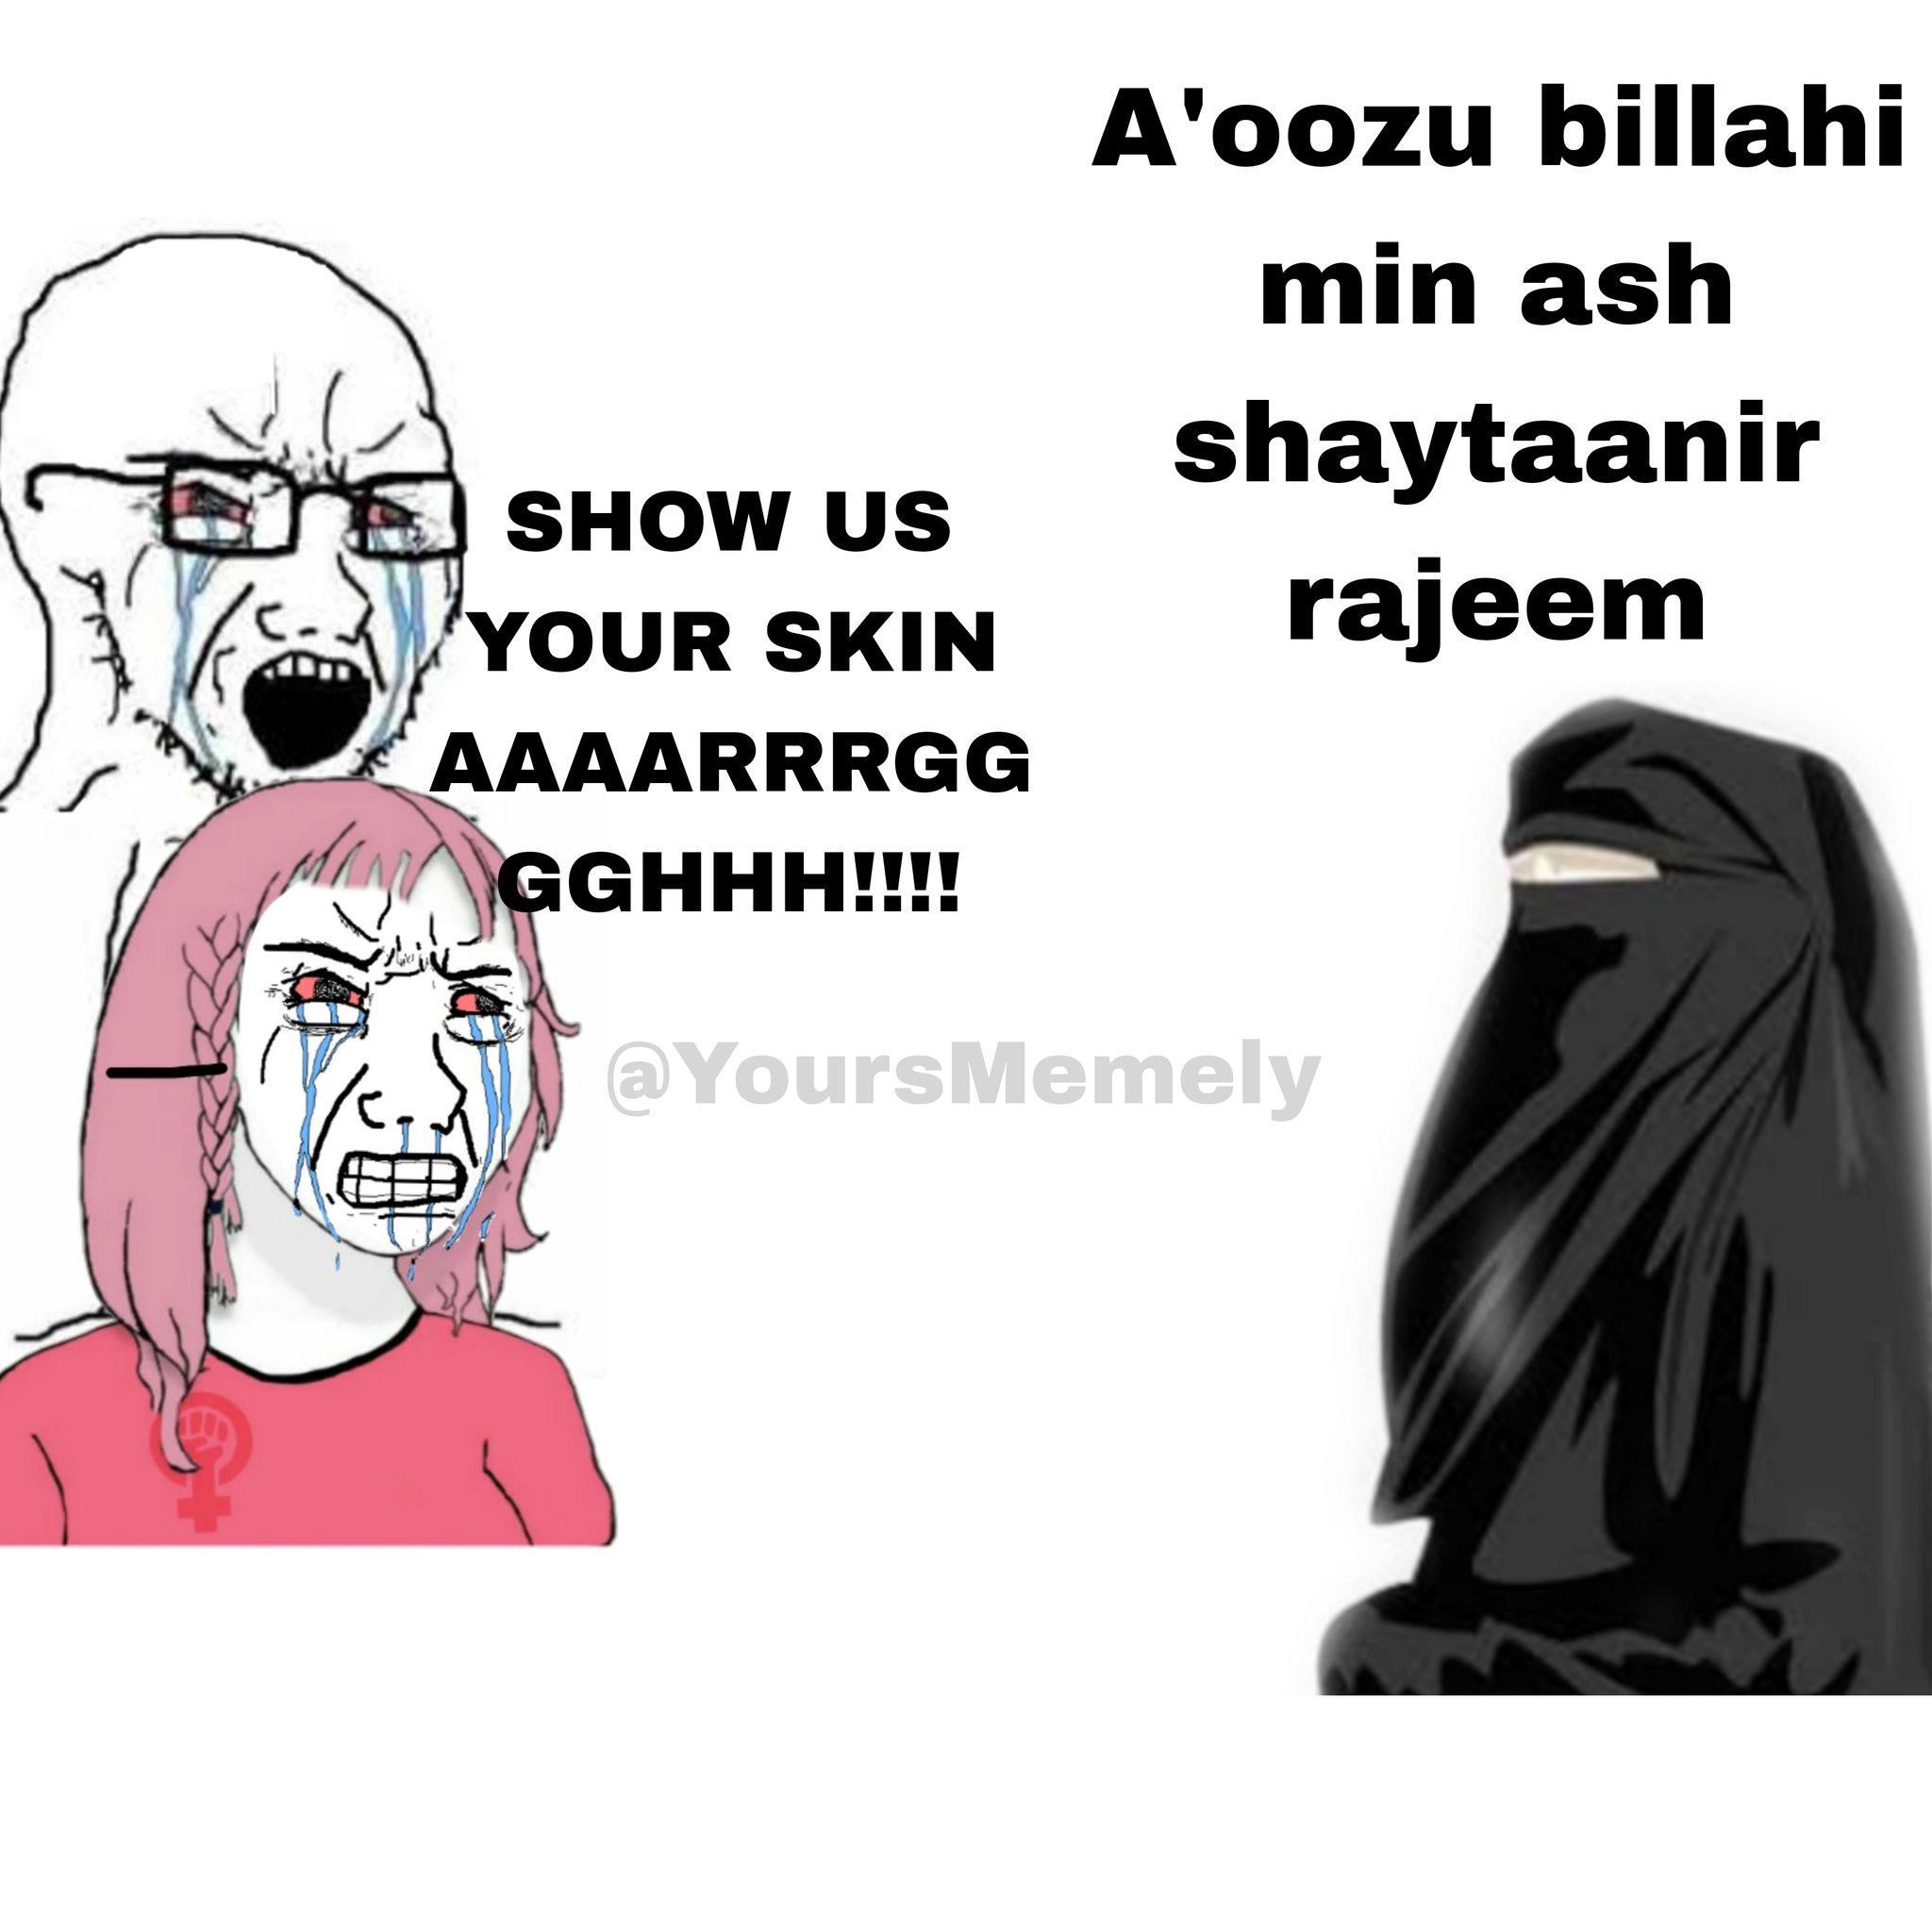 A'oozu billahi
min ash
shaytaanir
rajeem
SHOW US
YOUR SKIN
AAAARRRGG
GGHHH!!!!
@YoursMemely